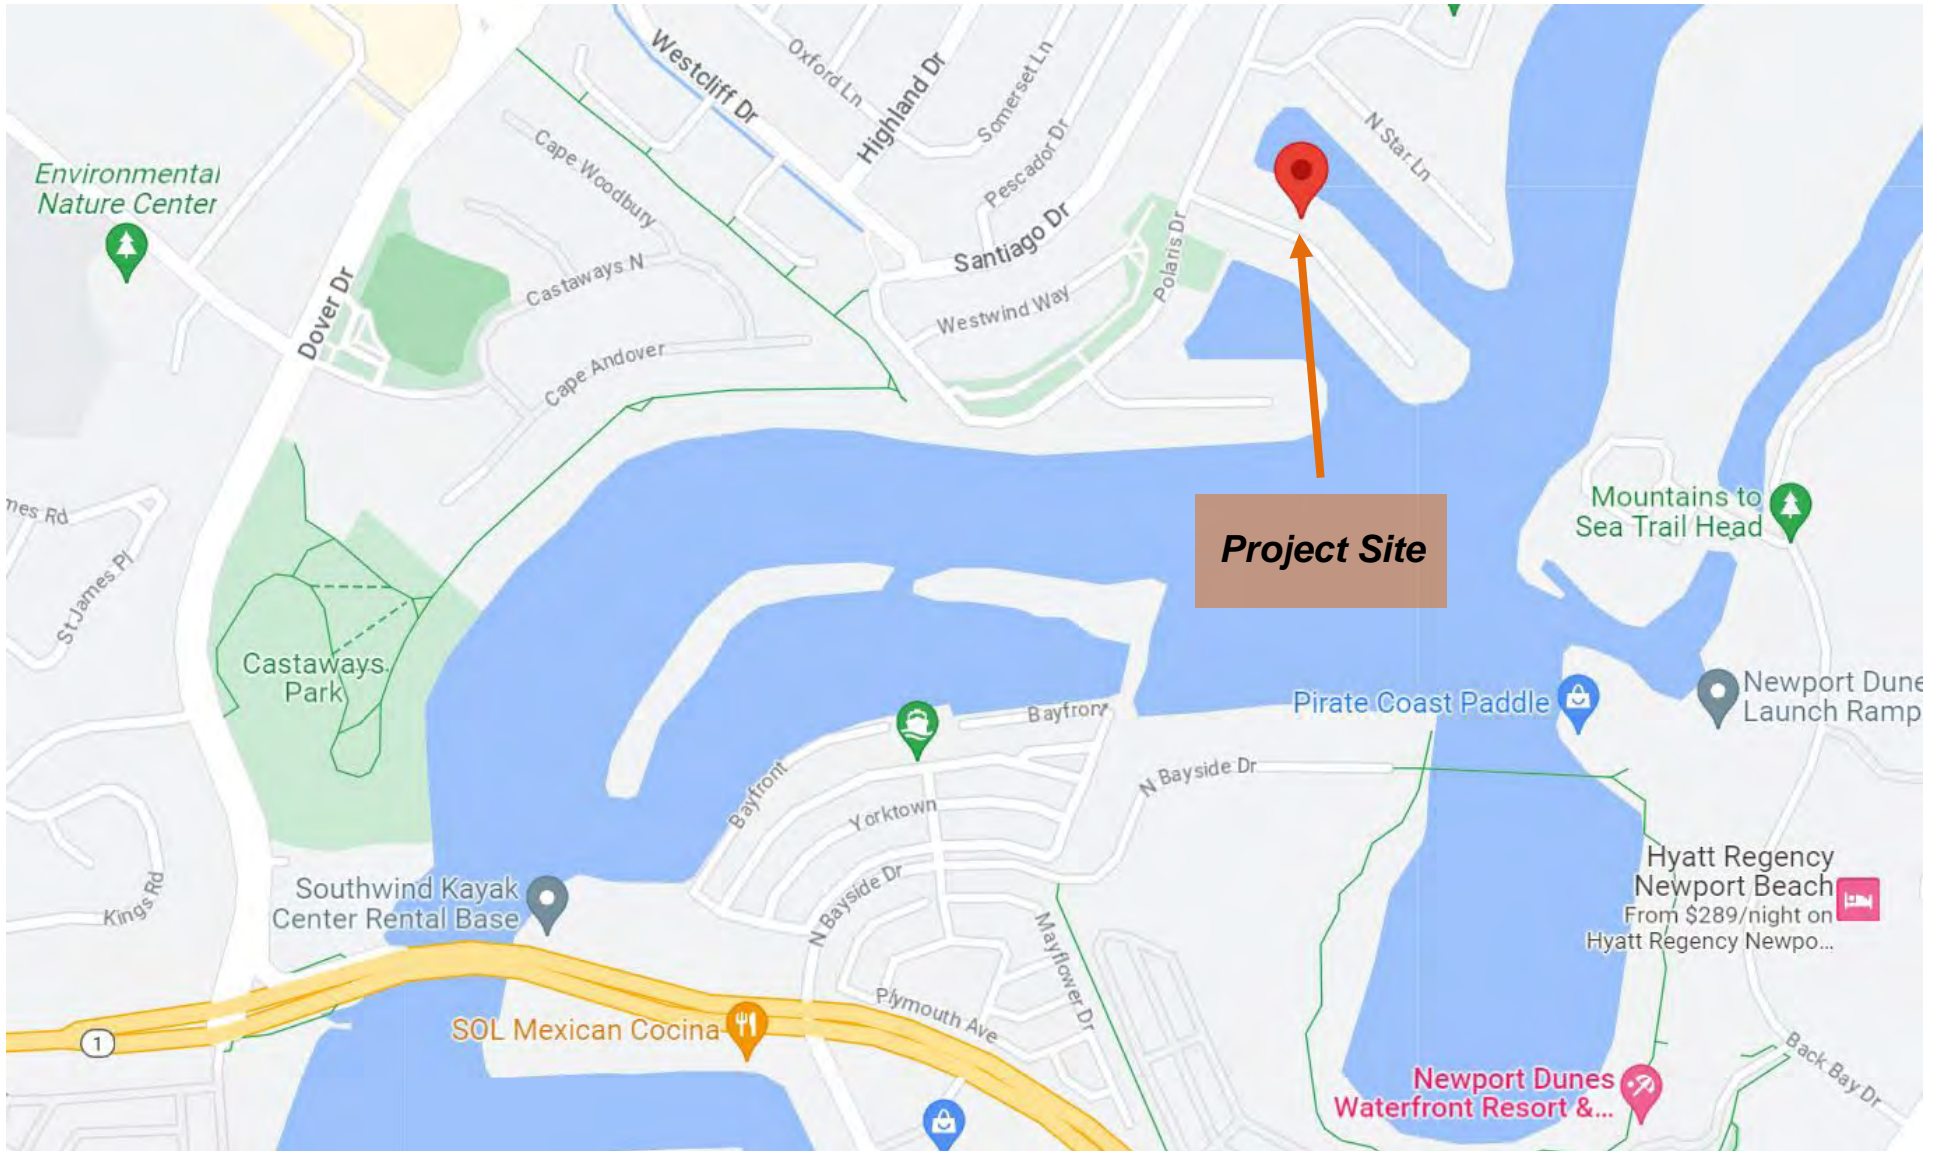 Westcliff Dr
Oxford Ln
Highland Dr
Somerset Ln
Pescador Dr
N Star Ln
Environmental
Nature Center
Cape Woodbury
Santiago Dr
Polaris Dr
Castaways N
Westwind Way
Dover Dr
Cape Andover
Mountains to
Sea Trail Head
mes Rd
St James Pl
Project Site
Castaways
Park
Bayfront
Pirate Coast Paddle
Newport Dune
Launch Ramp
Bayfront
N Bayside Dr
Yorktown
Kings Rd
Southwind Kayak
Center Rental Base
N Bayside Dr
Mayflower Dr
Hyatt Regency
Newport Beach
From $289/night on
Hyatt Regency Newpo...
Plymouth Ave
SOL Mexican Cocina
1
Back Bay Dr
Newport Dunes
Waterfront Resort &...